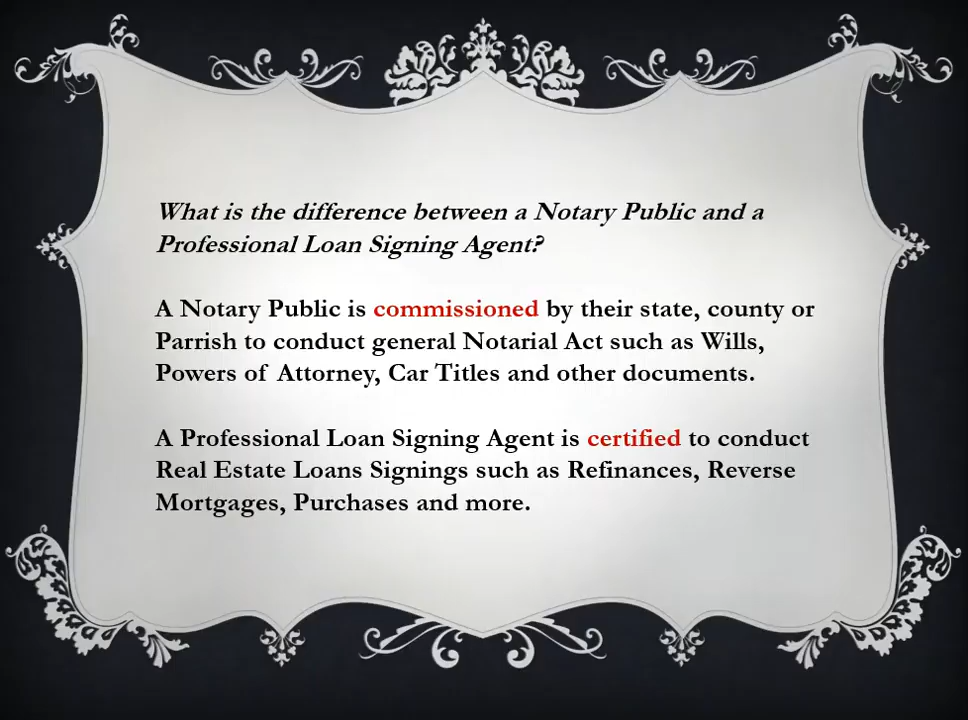 What is the difference between a Notary Public and a
Professional Loan Signing Agent?
A Notary Public is commissioned by their state, county or
Parrish to conduct general Notarial Act such as Wills,
Powers of Attorney, Car Titles and other documents.
A Professional Loan Signing Agent is certified to conduct
Real Estate Loans Signings such as Refinances, Reverse
Mortgages, Purchases and more.